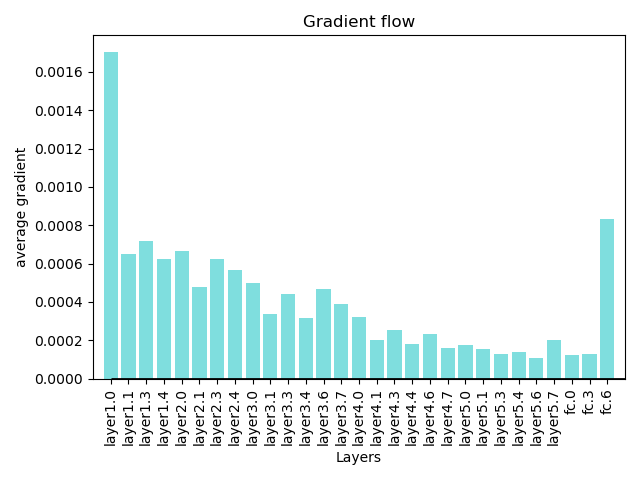 Gradient flow
average gradient
0.0016
0.0014
0.0012
0.0010
0.0008
0.0006
0.0004
0.0002
0.0000
layer1.0
layer1.1
layer1.3
layer1.4
layer2.0
layer2.1
layer2.3
layer2.4
layer3.0
layer3.1
layer3.3
layer3.4
layer3.6
layer3.7
layer4.0
layer4.1
layer4.3
layer4.4
layer4.6
layer4.7
layer5.0
layer5.1
layer5.3
layer5.4
layer5.6
layer5.7
fc.0
fc.3
fc.6
Layers